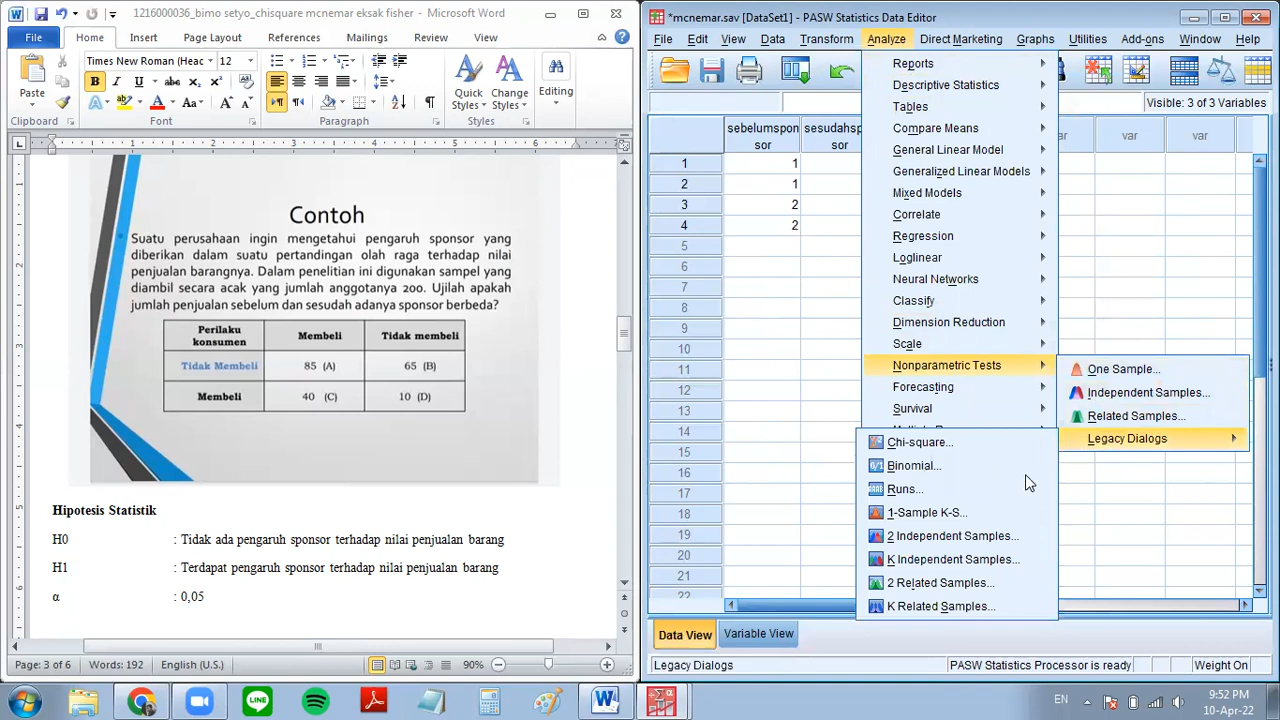 1216000036_bimo setyo_chisquare mcnemar eksak fisher - Microsoft Word
File Home Insert References Mailings Review View
Times New Roman (Heac 12
Paste
B I U abc
A ab A Aa A A
Quick Styles
Change Styles
Editing
Clipboard Font Paragraph Styles
Contoh
Suatu perusahaan ingin mengetahui pengaruh sponsor yang
diberikan dalam suatu pertandingan olah raga terhadap nilai
penjualan barangnya. Dalam penelitian ini digunakan sampel yang
diambil secara acak yang jumlah anggotanya 200. Ujilah apakah
jumlah penjualan sebelum dan sesudah adanya sponsor berbeda?
Perilaku konsumen Membeli Tidak membeli
Tidak Membeli 85 (A) 65 (B)
Membeli 40 (C) 10 (D)
Hipotesis Statistik
H0 : Tidak ada pengaruh sponsor terhadap nilai penjualan barang
H1 : Terdapat pengaruh sponsor terhadap nilai penjualan barang
α : 0,05
Page: 3 of 6 Words: 192 English (U.S.) 90%
*mcnemar.sav [DataSet1] - PASW Statistics Data Editor
File Edit View Data Transform Analyze Direct Marketing Graphs Utilities Add-ons Window Help
Visible: 3 of 3 Variables
sebelumspon sor sesudahsp sor var var
1 1
2 1
3 2
4 2
5
6
7
8
9
10
11
12
13
14
15
16
17
18
19
20
21
22
Reports
Descriptive Statistics
Tables
Compare Means
General Linear Model
Generalized Linear Models
Mixed Models
Correlate
Regression
Loglinear
Neural Networks
Classify
Dimension Reduction
Scale
Nonparametric Tests
Forecasting
Survival
One Sample...
Independent Samples...
Related Samples...
Legacy Dialogs
Chi-square...
Binomial...
Runs...
1-Sample K-S...
2 Independent Samples...
K Independent Samples...
2 Related Samples...
K Related Samples...
Data View Variable View
Legacy Dialogs PASW Statistics Processor is ready Weight On
EN
9:52 PM
10-Apr-22